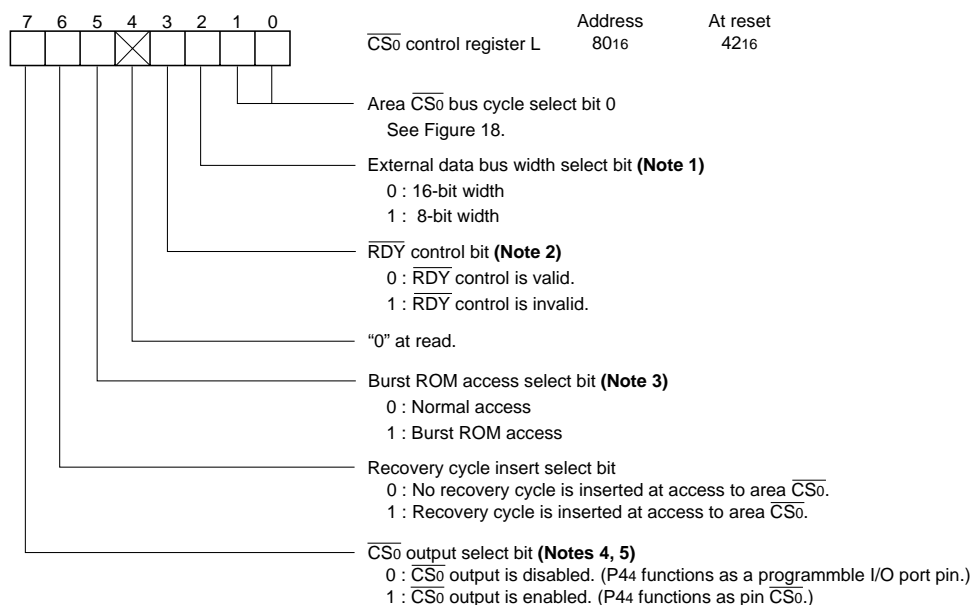 7 6 5 4 3 2 1 0
Address At reset
CS0 control register L 8016 4216
Area CS0 bus cycle select bit 0
See Figure 18.
External data bus width select bit (Note 1)
0 : 16-bit width
1 : 8-bit width
RDY control bit (Note 2)
0 : RDY control is valid.
1 : RDY control is invalid.
“0” at read.
Burst ROM access select bit (Note 3)
0 : Normal access
1 : Burst ROM access
Recovery cycle insert select bit
0 : No recovery cycle is inserted at access to area CS0.
1 : Recovery cycle is inserted at access to area CS0.
CS0 output select bit (Notes 4, 5)
0 : CS0 output is disabled. (P44 functions as a programmble I/O port pin.)
1 : CS0 output is enabled. (P44 functions as pin CS0.)